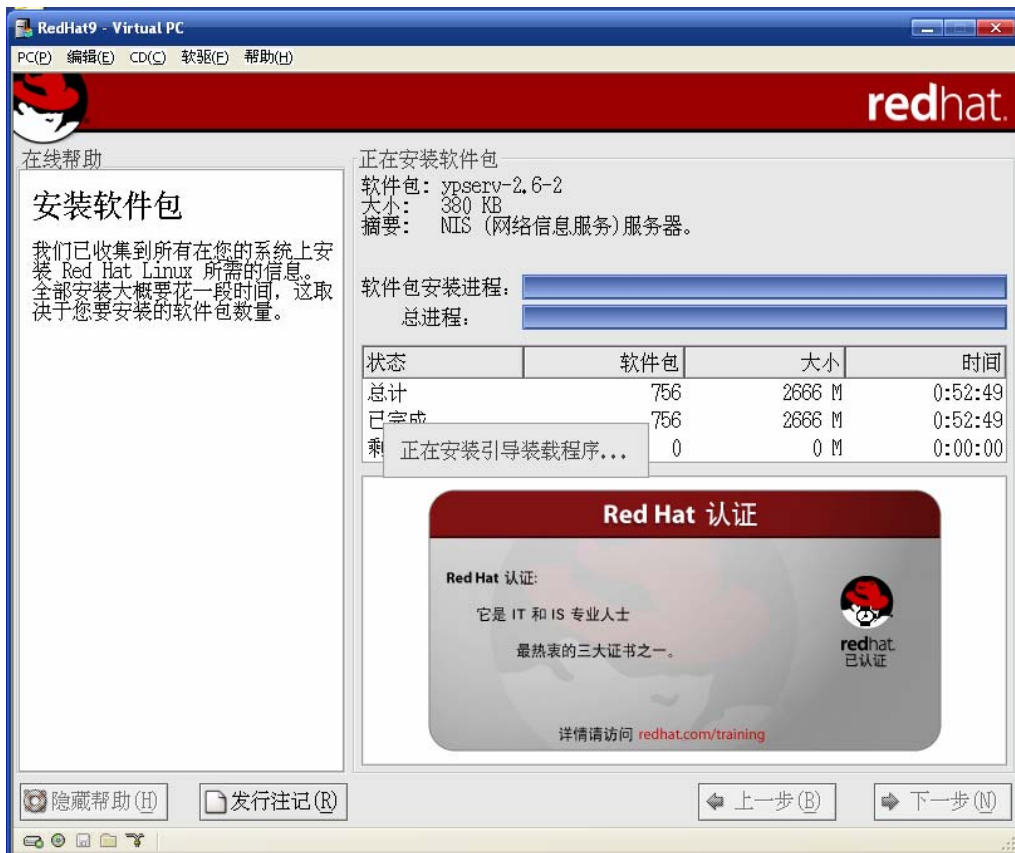 RedHat9 - Virtual PC
PC(P) 编辑(E) CD(C) 软驱(F) 帮助(H)
redhat.
在线帮助
安装软件包
我们已收集到所有在您的系统上安
装 Red Hat Linux 所需的信息。
全部安装大概要花一段时间，这取
决于您要安装的软件包数量。
正在安装软件包
软件包: ypserv-2.6-2
大小: 380 KB
摘要: NIS (网络信息服务)服务器。
软件包安装进程:
总进程:
状态 软件包 大小 时间
总计 756 2666 M 0:52:49
已完成 756 2666 M 0:52:49
剩 0 0 M 0:00:00
正在安装引导装载程序...
Red Hat 认证
Red Hat 认证:
它是 IT 和 IS 专业人士
最热衷的三大证书之一。
redhat.
已认证
详情请访问 redhat.com/training
隐藏帮助(H) 发行注记(R) 上一步(B) 下一步(N)